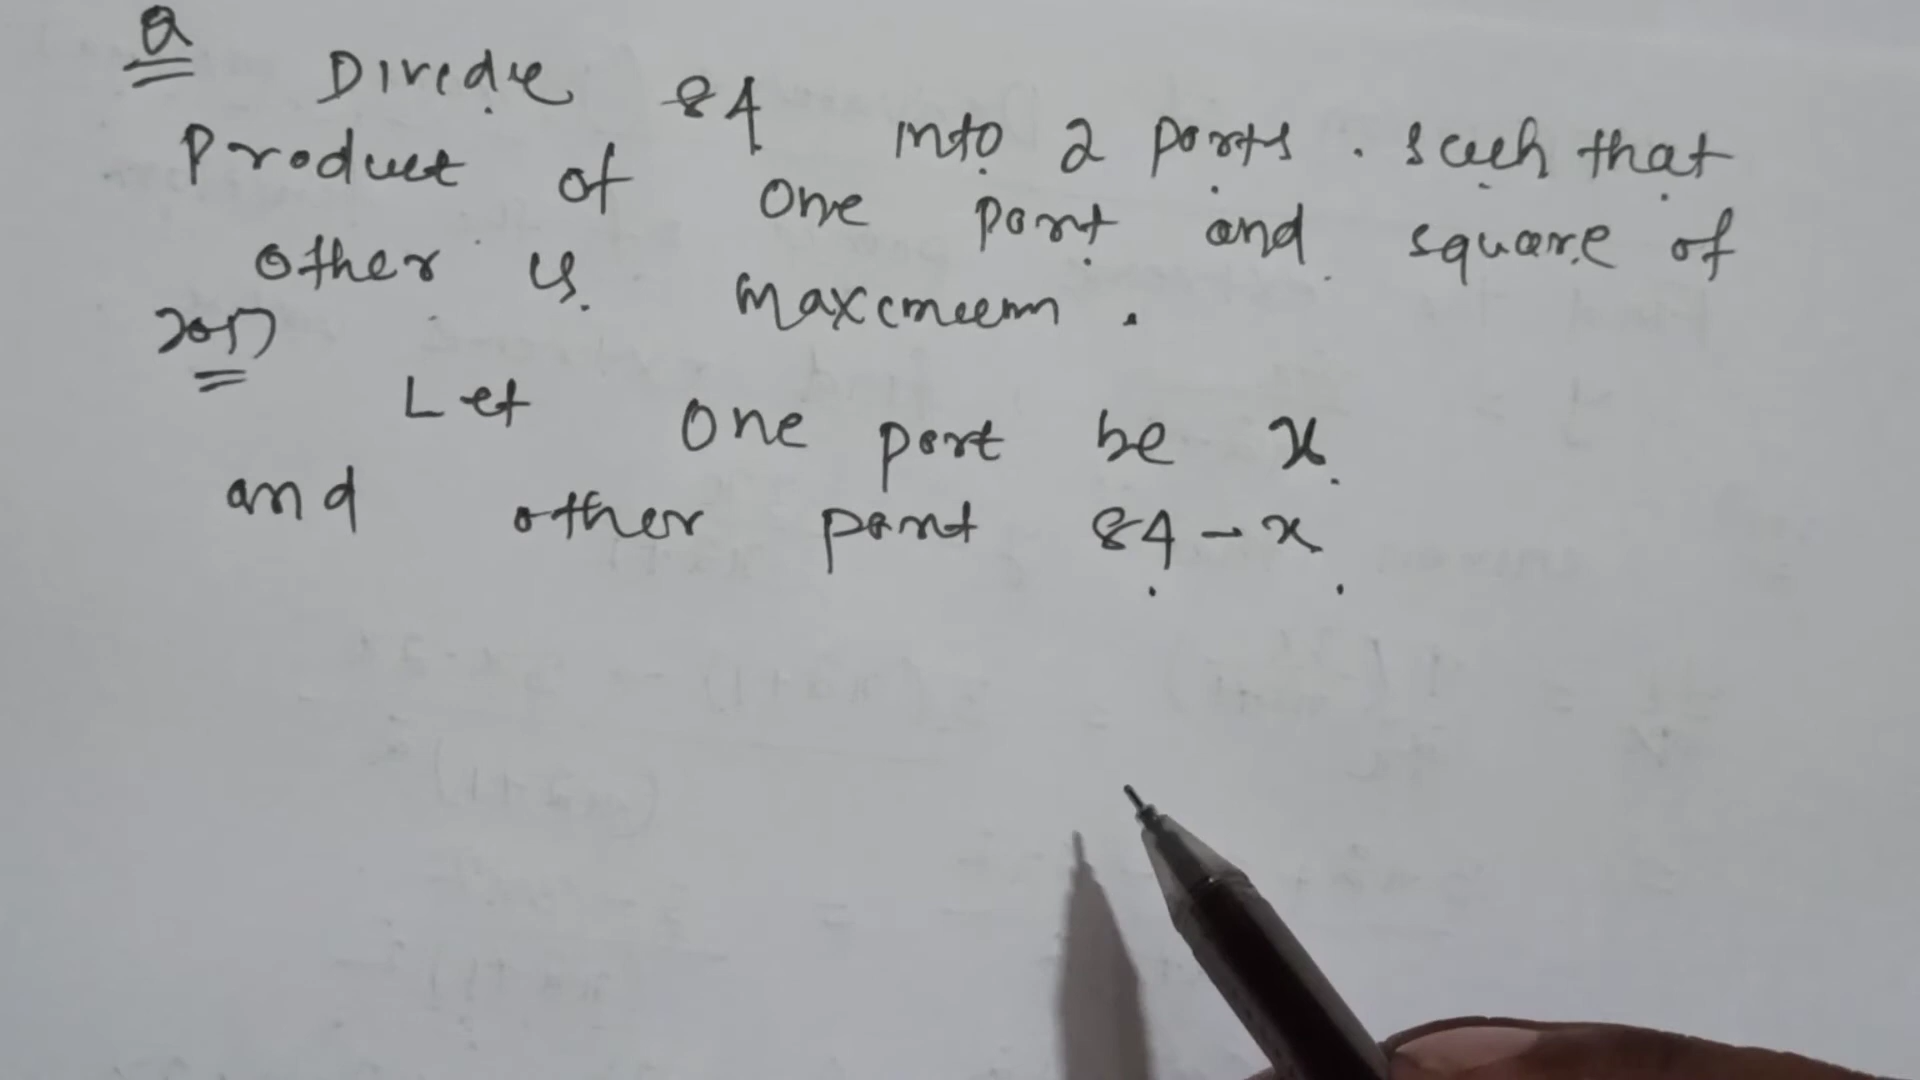 Q
Divide 84 into 2 parts. such that
Product of one part and square of
other is maximum.
Soln
Let one part be x
and other part 84-x